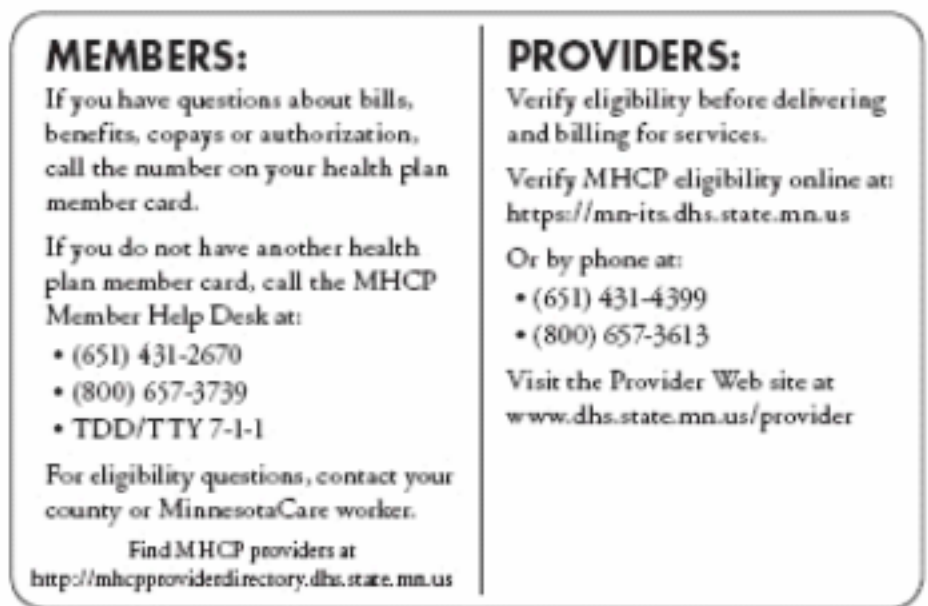 MEMBERS:
If you have questions about bills,
benefits, copays or authorization,
call the number on your health plan
member card.
If you do not have another health
plan member card, call the MHCP
Member Help Desk at:
• (651) 431-2670
• (800) 657-3739
• TDD/TTY 7-1-1
For eligibility questions, contact your
county or MinnesotaCare worker.
Find MHCP providers at
http://mhcpproviderdirectory.dhs.state.mn.us
PROVIDERS:
Verify eligibility before delivering
and billing for services.
Verify MHCP eligibility online at:
https://mn-its.dhs.state.mn.us
Or by phone at:
• (651) 431-4399
• (800) 657-3613
Visit the Provider Web site at
www.dhs.state.mn.us/provider